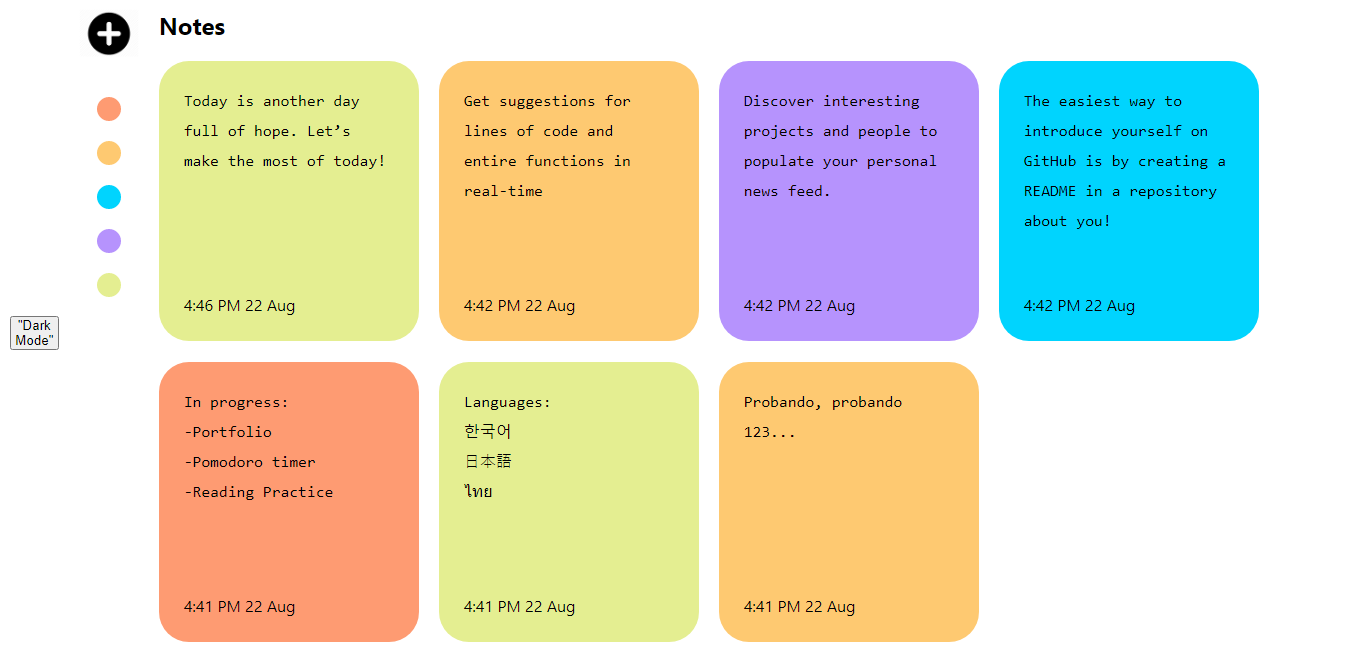 Notes
Today is another day
full of hope. Let’s
make the most of today!
4:46 PM 22 Aug
Get suggestions for
lines of code and
entire functions in
real-time
4:42 PM 22 Aug
Discover interesting
projects and people to
populate your personal
news feed.
4:42 PM 22 Aug
The easiest way to
introduce yourself on
GitHub is by creating a
README in a repository
about you!
4:42 PM 22 Aug
"Dark
Mode"
In progress:
-Portfolio
-Pomodoro timer
-Reading Practice
4:41 PM 22 Aug
Languages:
한국어
日本語
ไทย
4:41 PM 22 Aug
Probando, probando
123...
4:41 PM 22 Aug